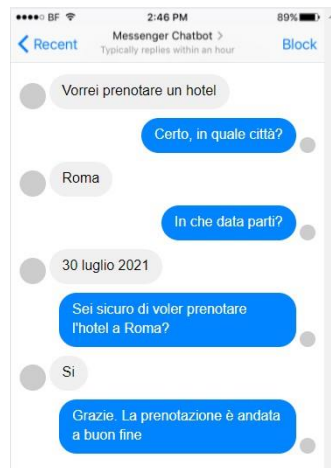 BF 2:46 PM 89%
Recent Messenger Chatbot > Block
Typically replies within an hour
Vorrei prenotare un hotel
Certo, in quale città?
Roma
In che data parti?
30 luglio 2021
Sei sicuro di voler prenotare
l'hotel a Roma?
Si
Grazie. La prenotazione è andata
a buon fine